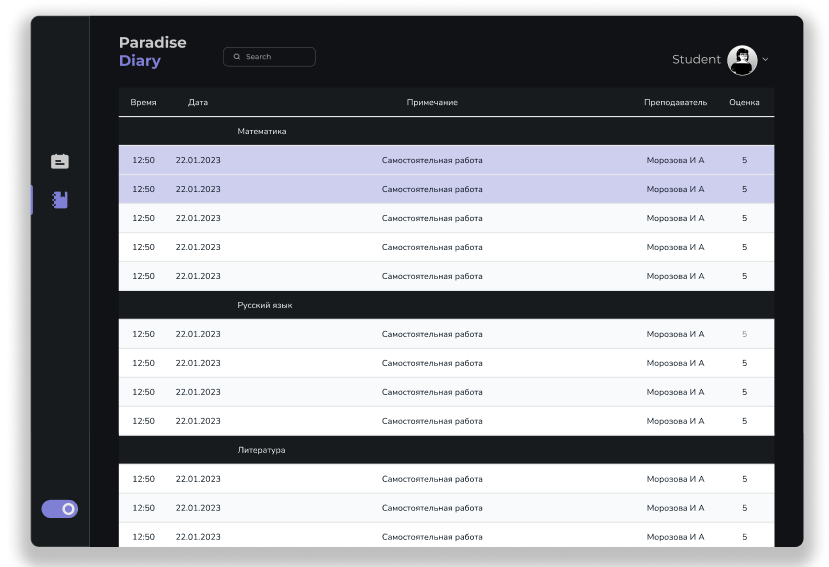 Paradise
Diary
Search
Student
Время Дата Примечание Преподаватель Оценка
Математика
12:50 22.01.2023 Самостоятельная работа Морозова И А 5
12:50 22.01.2023 Самостоятельная работа Морозова И А 5
12:50 22.01.2023 Самостоятельная работа Морозова И А 5
12:50 22.01.2023 Самостоятельная работа Морозова И А 5
12:50 22.01.2023 Самостоятельная работа Морозова И А 5
Русский язык
12:50 22.01.2023 Самостоятельная работа Морозова И А 5
12:50 22.01.2023 Самостоятельная работа Морозова И А 5
12:50 22.01.2023 Самостоятельная работа Морозова И А 5
12:50 22.01.2023 Самостоятельная работа Морозова И А 5
Литература
12:50 22.01.2023 Самостоятельная работа Морозова И А 5
12:50 22.01.2023 Самостоятельная работа Морозова И А 5
12:50 22.01.2023 Самостоятельная работа Морозова И А 5